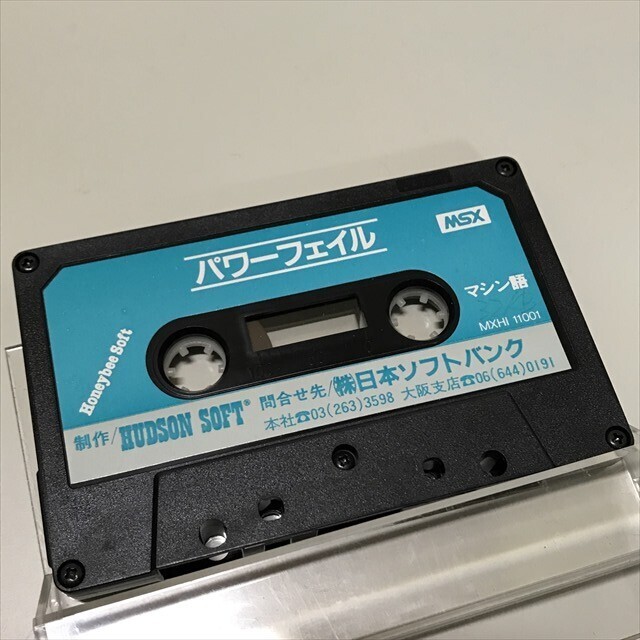 パワーフェイル
MSX
マシン語
MXHI 11001
Honeybee Soft
制作/HUDSON SOFT® 問合せ先/㈱日本ソフトバンク
本社☎03(263)3598 大阪支店☎06(644)0191